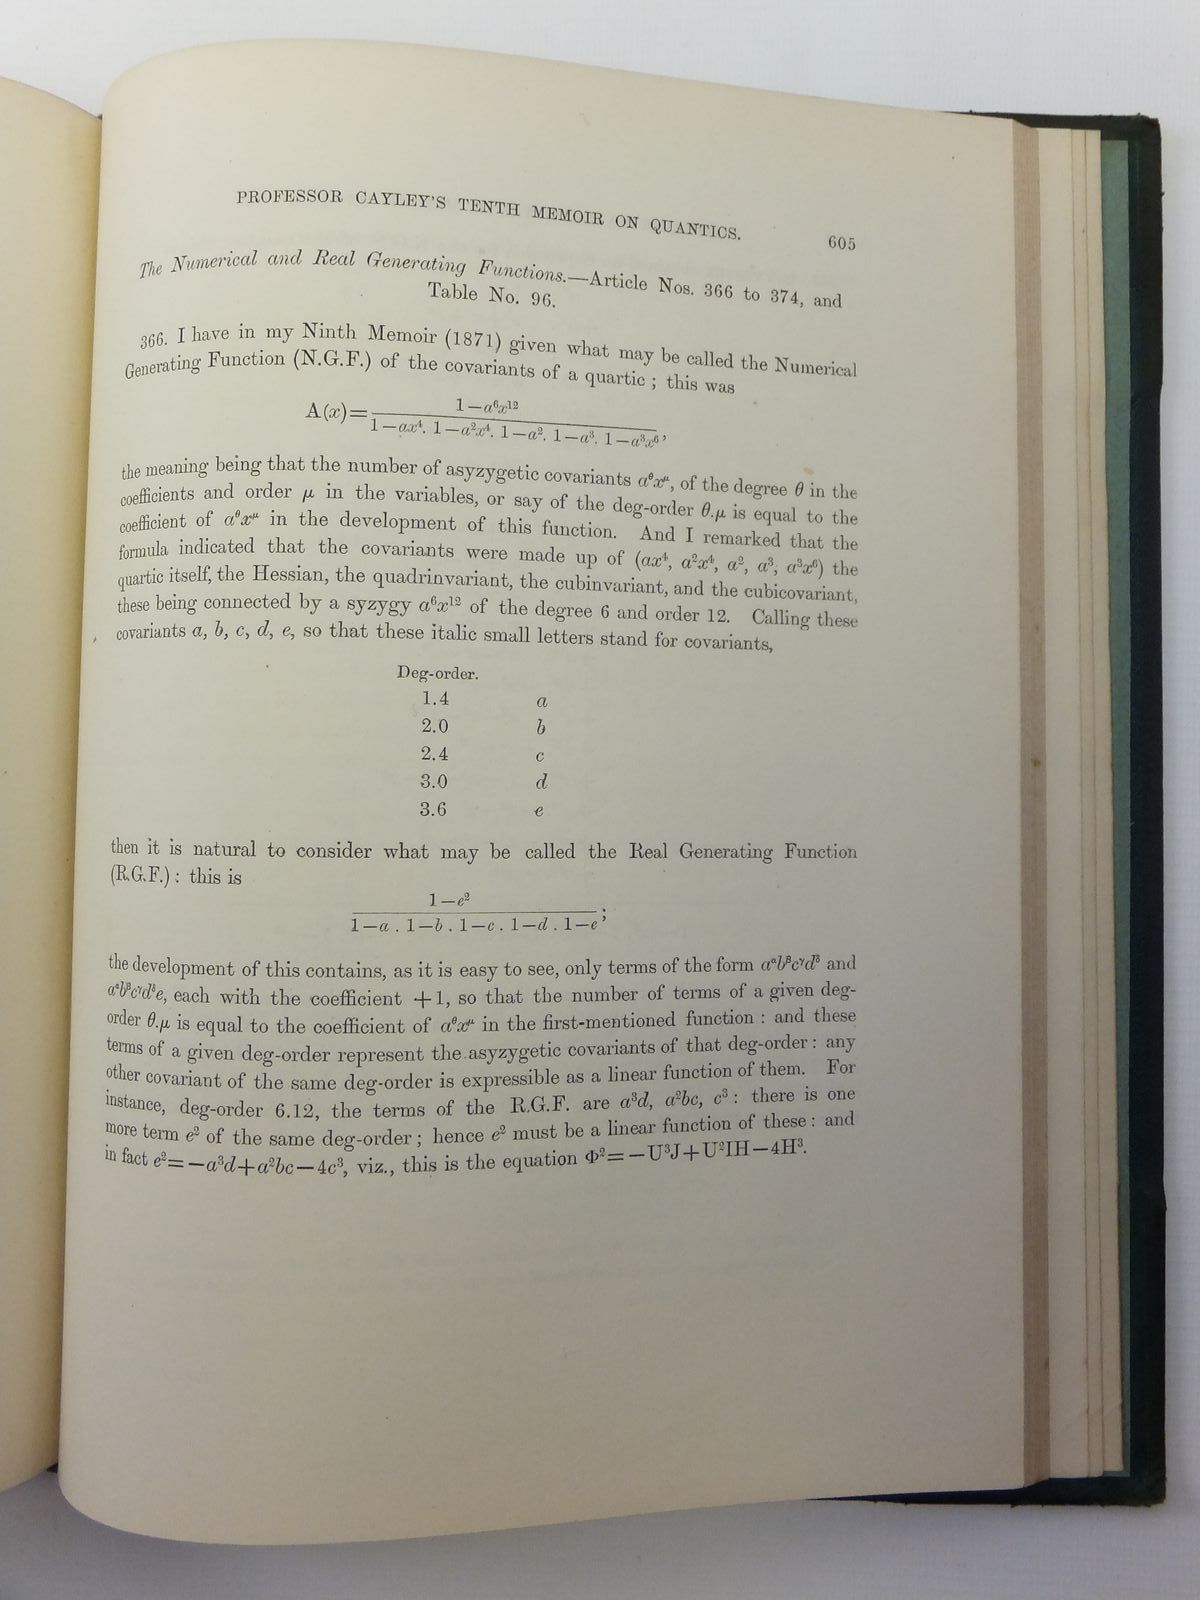 PROFESSOR CAYLEY'S TENTH MEMOIR ON QUANTICS. 605
The Numerical and Real Generating Functions.—Article Nos. 366 to 374, and
Table No. 96.
366. I have in my Ninth Memoir (1871) given what may be called the Numerical
Generating Function (N.G.F.) of the covariants of a quartic ; this was
A(x)= 1−a⁶x¹²
1−ax⁴. 1−a²x⁴. 1−a². 1−a³. 1−a³x⁶ ,
the meaning being that the number of asyzygetic covariants aᶿxᵘ, of the degree θ in the
coefficients and order μ in the variables, or say of the deg-order θ.μ is equal to the
coefficient of aᶿxᵘ in the development of this function. And I remarked that the
formula indicated that the covariants were made up of (ax⁴, a²x⁴, a², a³, a³x⁶) the
quartic itself, the Hessian, the quadrinvariant, the cubinvariant, and the cubicovariant,
these being connected by a syzygy a⁶x¹² of the degree 6 and order 12. Calling these
covariants a, b, c, d, e, so that these italic small letters stand for covariants,
Deg-order.
1.4 a
2.0 b
2.4 c
3.0 d
3.6 e
then it is natural to consider what may be called the Real Generating Function
(R.G.F.) : this is
1−e²
1−a . 1−b . 1−c . 1−d . 1−e ;
the development of this contains, as it is easy to see, only terms of the form aᵅbᵝcᵞdᵟ and
aᵅbᵝcᵞdᵟe, each with the coefficient +1, so that the number of terms of a given deg-
order θ.μ is equal to the coefficient of aᶿxᵘ in the first-mentioned function : and these
terms of a given deg-order represent the asyzygetic covariants of that deg-order : any
other covariant of the same deg-order is expressible as a linear function of them. For
instance, deg-order 6.12, the terms of the R.G.F. are a³d, a²bc, c³ : there is one
more term e² of the same deg-order ; hence e² must be a linear function of these : and
in fact e²=−a³d+a²bc−4c³, viz., this is the equation Φ²=−U³J+U²IH−4H³.